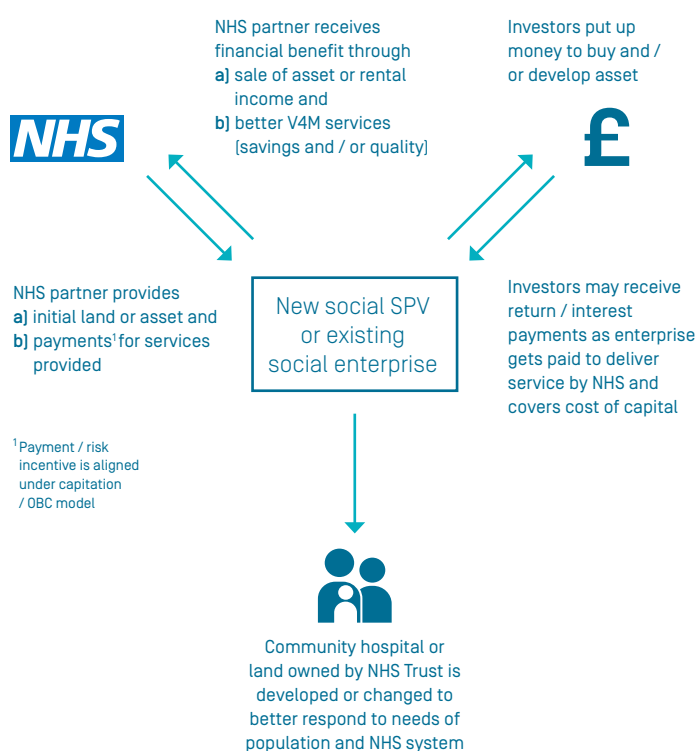 NHS partner receives
financial benefit through
a) sale of asset or rental
income and
b) better V4M services
(savings and / or quality)
Investors put up
money to buy and /
or develop asset
NHS
£
NHS partner provides
a) initial land or asset and
b) payments¹ for services
provided
New social SPV
or existing
social enterprise
Investors may receive
return / interest
payments as enterprise
gets paid to deliver
service by NHS and
covers cost of capital
¹ Payment / risk
incentive is aligned
under capitation
/ OBC model
Community hospital or
land owned by NHS Trust is
developed or changed to
better respond to needs of
population and NHS system